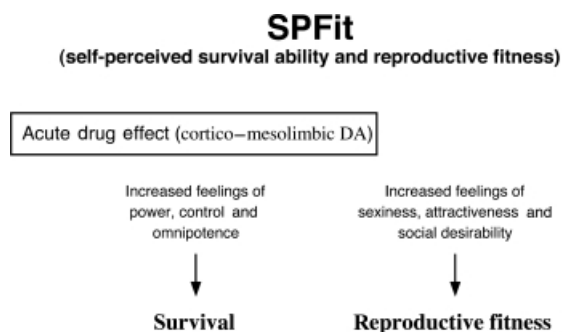 SPFit
(self-perceived survival ability and reproductive fitness)
Acute drug effect (cortico–mesolimbic DA)
Increased feelings of
power, control and
omnipotence
Increased feelings of
sexiness, attractiveness and
social desirability
Survival
Reproductive fitness